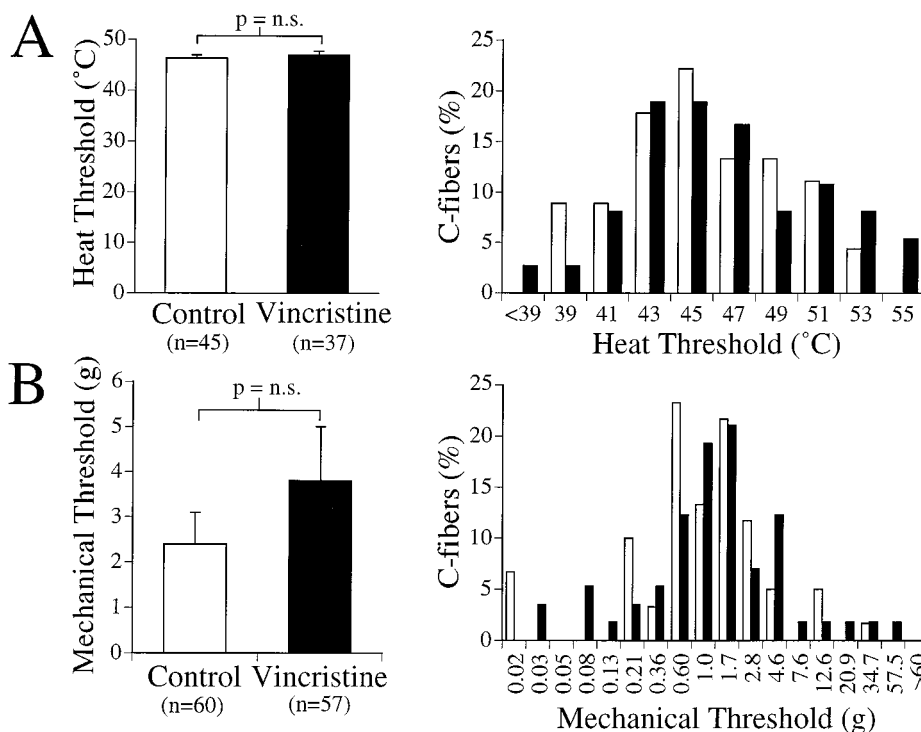 A
p = n.s.
Heat Threshold (˚C)
50
40
30
20
10
0
Control Vincristine
(n=45) (n=37)
C-fibers (%)
25
20
15
10
5
0
<39 39 41 43 45 47 49 51 53 55
Heat Threshold (˚C)
B
p = n.s.
Mechanical Threshold (g)
6
5
4
3
2
1
0
Control Vincristine
(n=60) (n=57)
C-fibers (%)
25
20
15
10
5
0
0.02 0.03 0.05 0.08 0.13 0.21 0.36 0.60 1.0 1.7 2.8 4.6 7.6 12.6 20.9 34.7 57.5 >60
Mechanical Threshold (g)